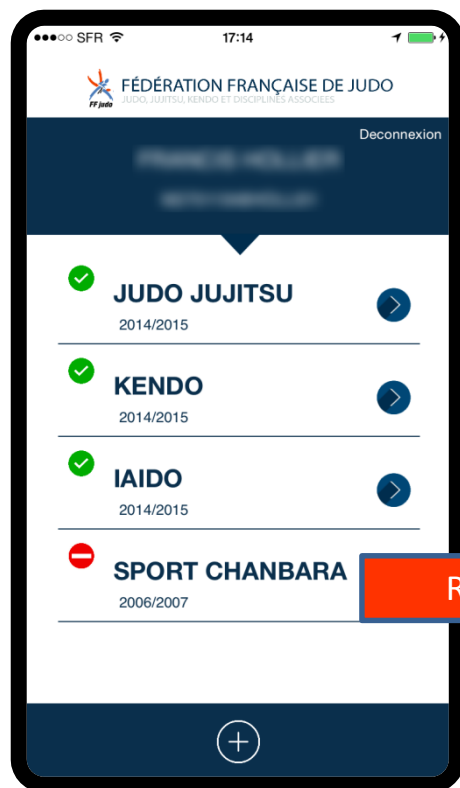 SFR 17:14
FÉDÉRATION FRANÇAISE DE JUDO
JUDO, JUJITSU, KENDO ET DISCIPLINES ASSOCIEES
FF judo
Deconnexion
JUDO JUJITSU
2014/2015
KENDO
2014/2015
IAIDO
2014/2015
SPORT CHANBARA
2006/2007
R